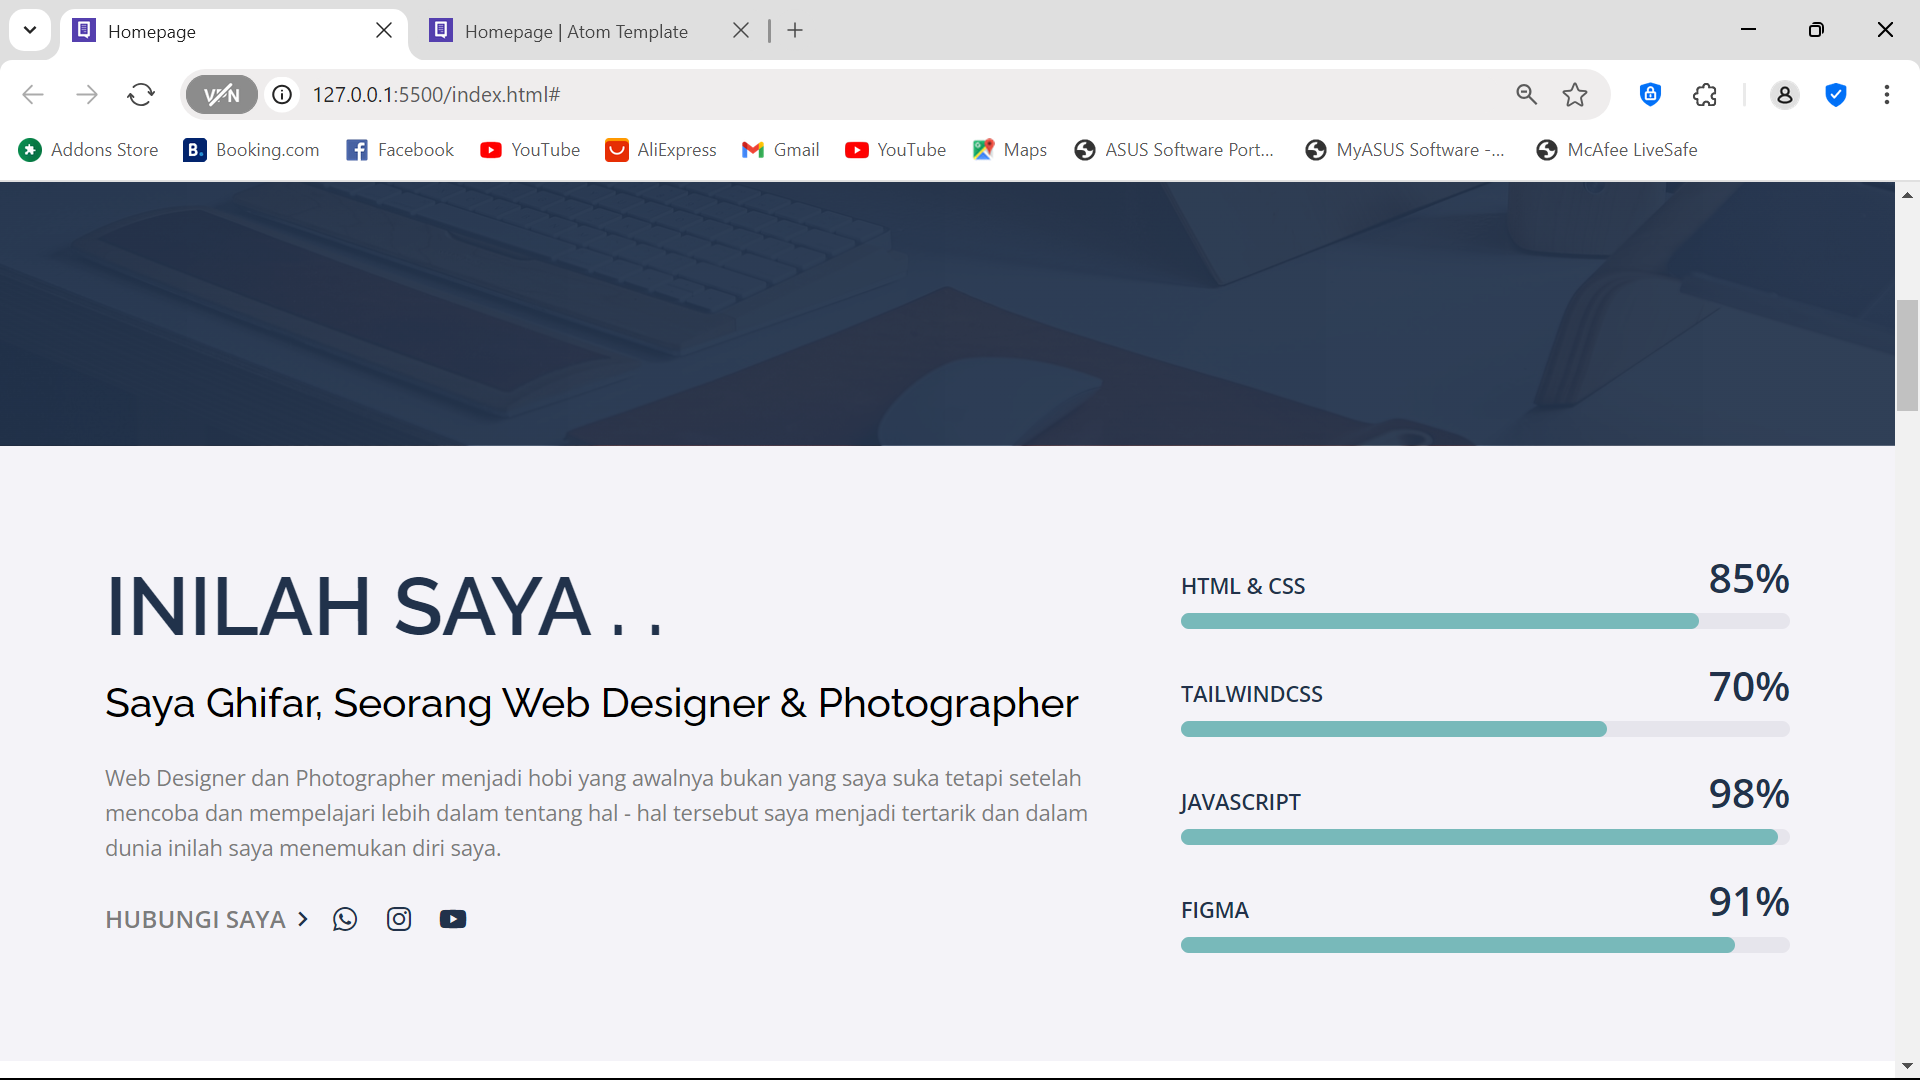 Homepage
Homepage | Atom Template
VPN
127.0.0.1:5500/index.html#
Addons Store
B. Booking.com
Facebook
YouTube
AliExpress
Gmail
YouTube
Maps
ASUS Software Port...
MyASUS Software -...
McAfee LiveSafe
INILAH SAYA . .
Saya Ghifar, Seorang Web Designer & Photographer
Web Designer dan Photographer menjadi hobi yang awalnya bukan yang saya suka tetapi setelah
mencoba dan mempelajari lebih dalam tentang hal - hal tersebut saya menjadi tertarik dan dalam
dunia inilah saya menemukan diri saya.
HUBUNGI SAYA
HTML & CSS 85%
TAILWINDCSS 70%
JAVASCRIPT 98%
FIGMA 91%